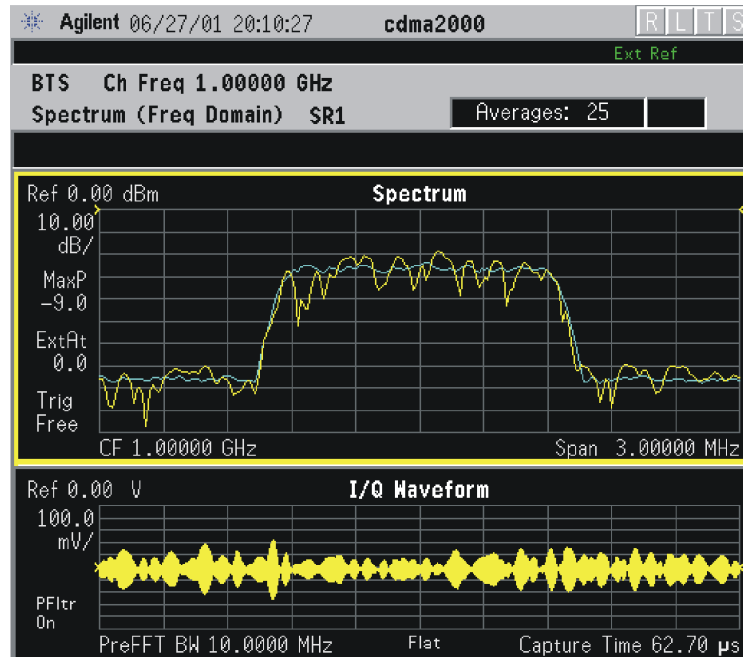 Agilent 06/27/01 20:10:27 cdma2000 R L T S
Ext Ref
BTS Ch Freq 1.00000 GHz
Spectrum (Freq Domain) SR1 Averages: 25
Ref 0.00 dBm Spectrum
10.00
dB/
MaxP
-9.0
ExtAt
0.0
Trig
Free
CF 1.00000 GHz Span 3.00000 MHz
Ref 0.00 V I/Q Waveform
100.0
mV/
PFltr
On
PreFFT BW 10.0000 MHz Flat Capture Time 62.70 µs